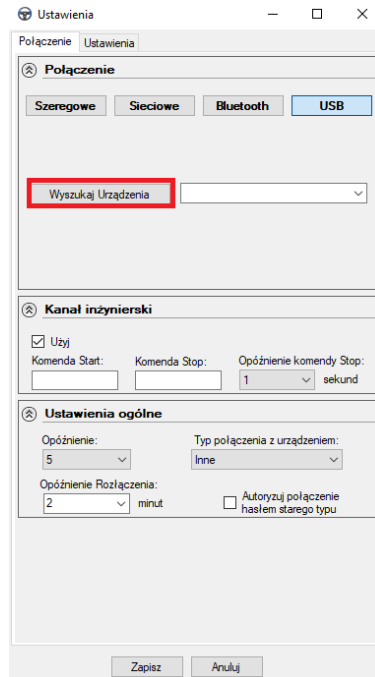 Ustawienia
Połączenie Ustawienia
Połączenie
Szeregowe Sieciowe Bluetooth USB
Wyszukaj Urządzenia
Kanał inżynierski
Użyj
Komenda Start: Komenda Stop: Opóźnienie komendy Stop:
1 sekund
Ustawienia ogólne
Opóźnienie: Typ połączenia z urządzeniem:
5 Inne
Opóźnienie Rozłączenia:
2 minut
Autoryzuj połączenie
hasłem starego typu
Zapisz Anuluj